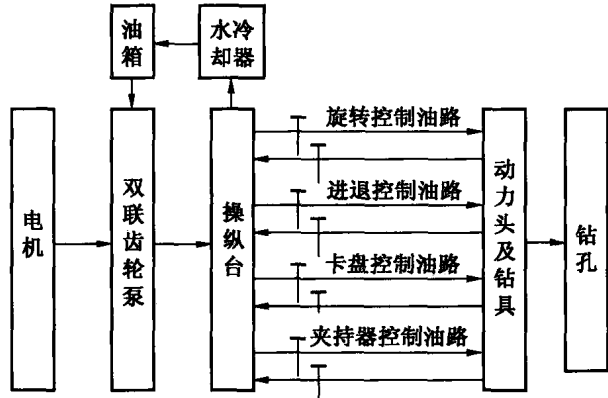 油箱
水冷
却器
电机
双联齿轮泵
操纵台
旋转控制油路
进退控制油路
卡盘控制油路
夹持器控制油路
动力头及钻具
钻孔